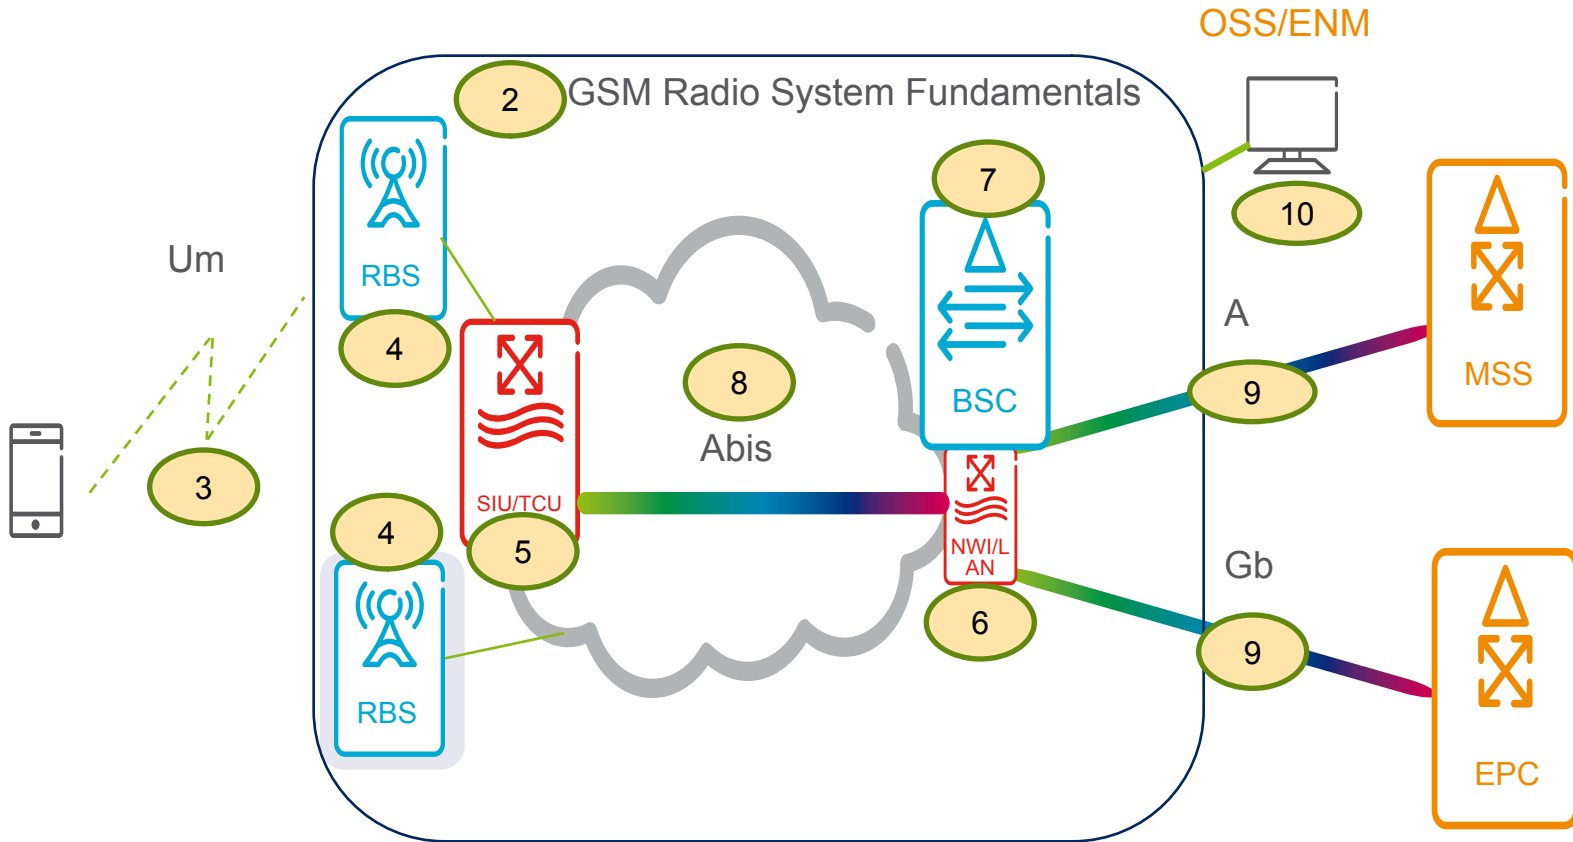 OSS/ENM
2
GSM Radio System Fundamentals
7
10
Um
RBS
A
4
8
9
MSS
BSC
Abis
3
SIU/TCU
4
5
NWI/L
AN
Gb
6
9
RBS
EPC